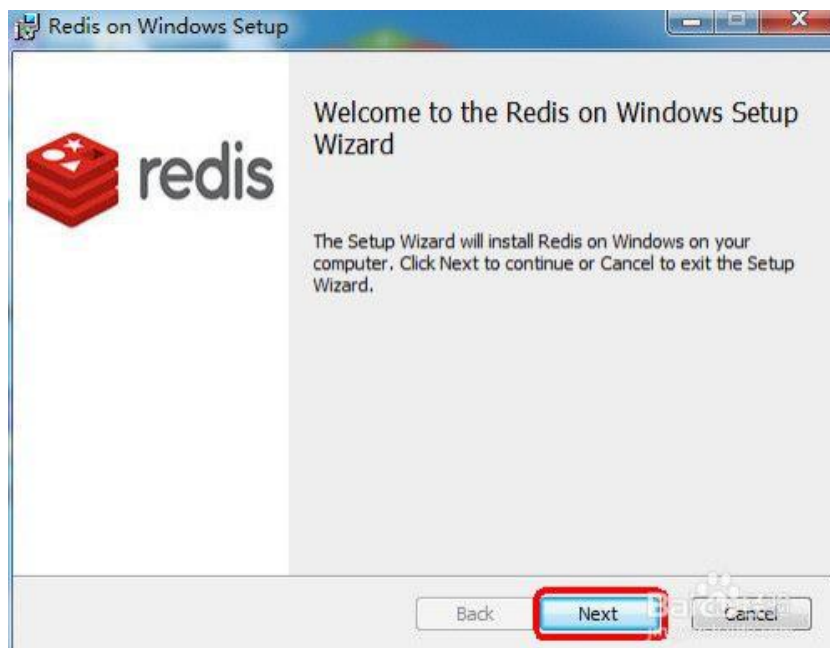 Redis on Windows Setup
redis
Welcome to the Redis on Windows Setup
Wizard
The Setup Wizard will install Redis on Windows on your
computer. Click Next to continue or Cancel to exit the Setup
Wizard.
Back
Next
Cancel